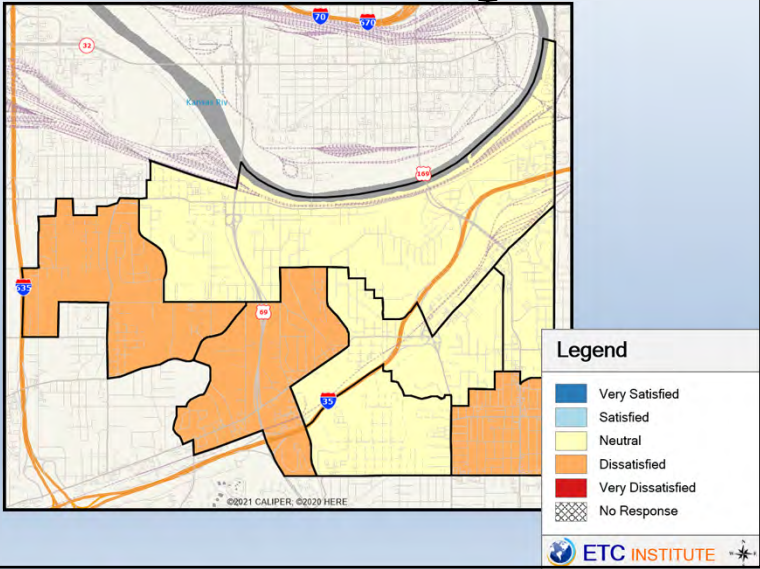 70
670
32
Kansas Riv
169
635
69
35
©2021 CALIPER; ©2020 HERE
Legend
Very Satisfied
Satisfied
Neutral
Dissatisfied
Very Dissatisfied
No Response
ETC INSTITUTE
N
W
E
S